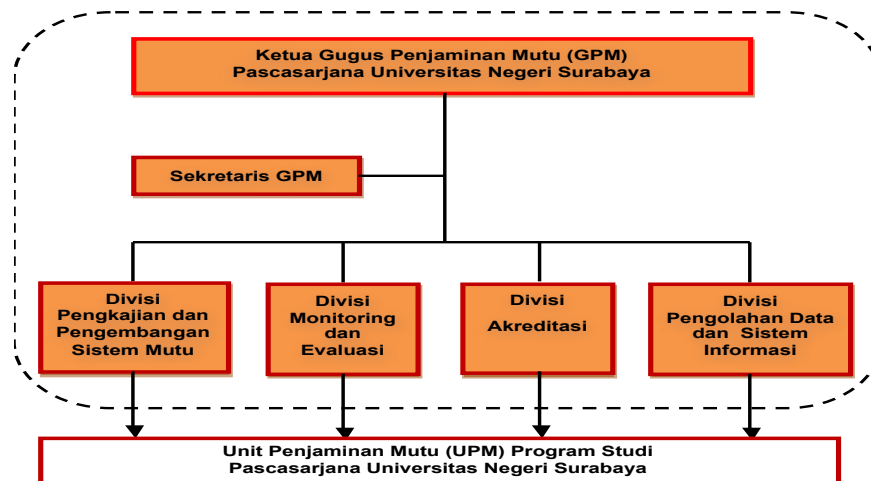 Ketua Gugus Penjaminan Mutu (GPM)
Pascasarjana Universitas Negeri Surabaya
Sekretaris GPM
Divisi
Pengkajian dan
Pengembangan
Sistem Mutu
Divisi
Monitoring
dan
Evaluasi
Divisi
Akreditasi
Divisi
Pengolahan Data
dan Sistem
Informasi
Unit Penjaminan Mutu (UPM) Program Studi
Pascasarjana Universitas Negeri Surabaya